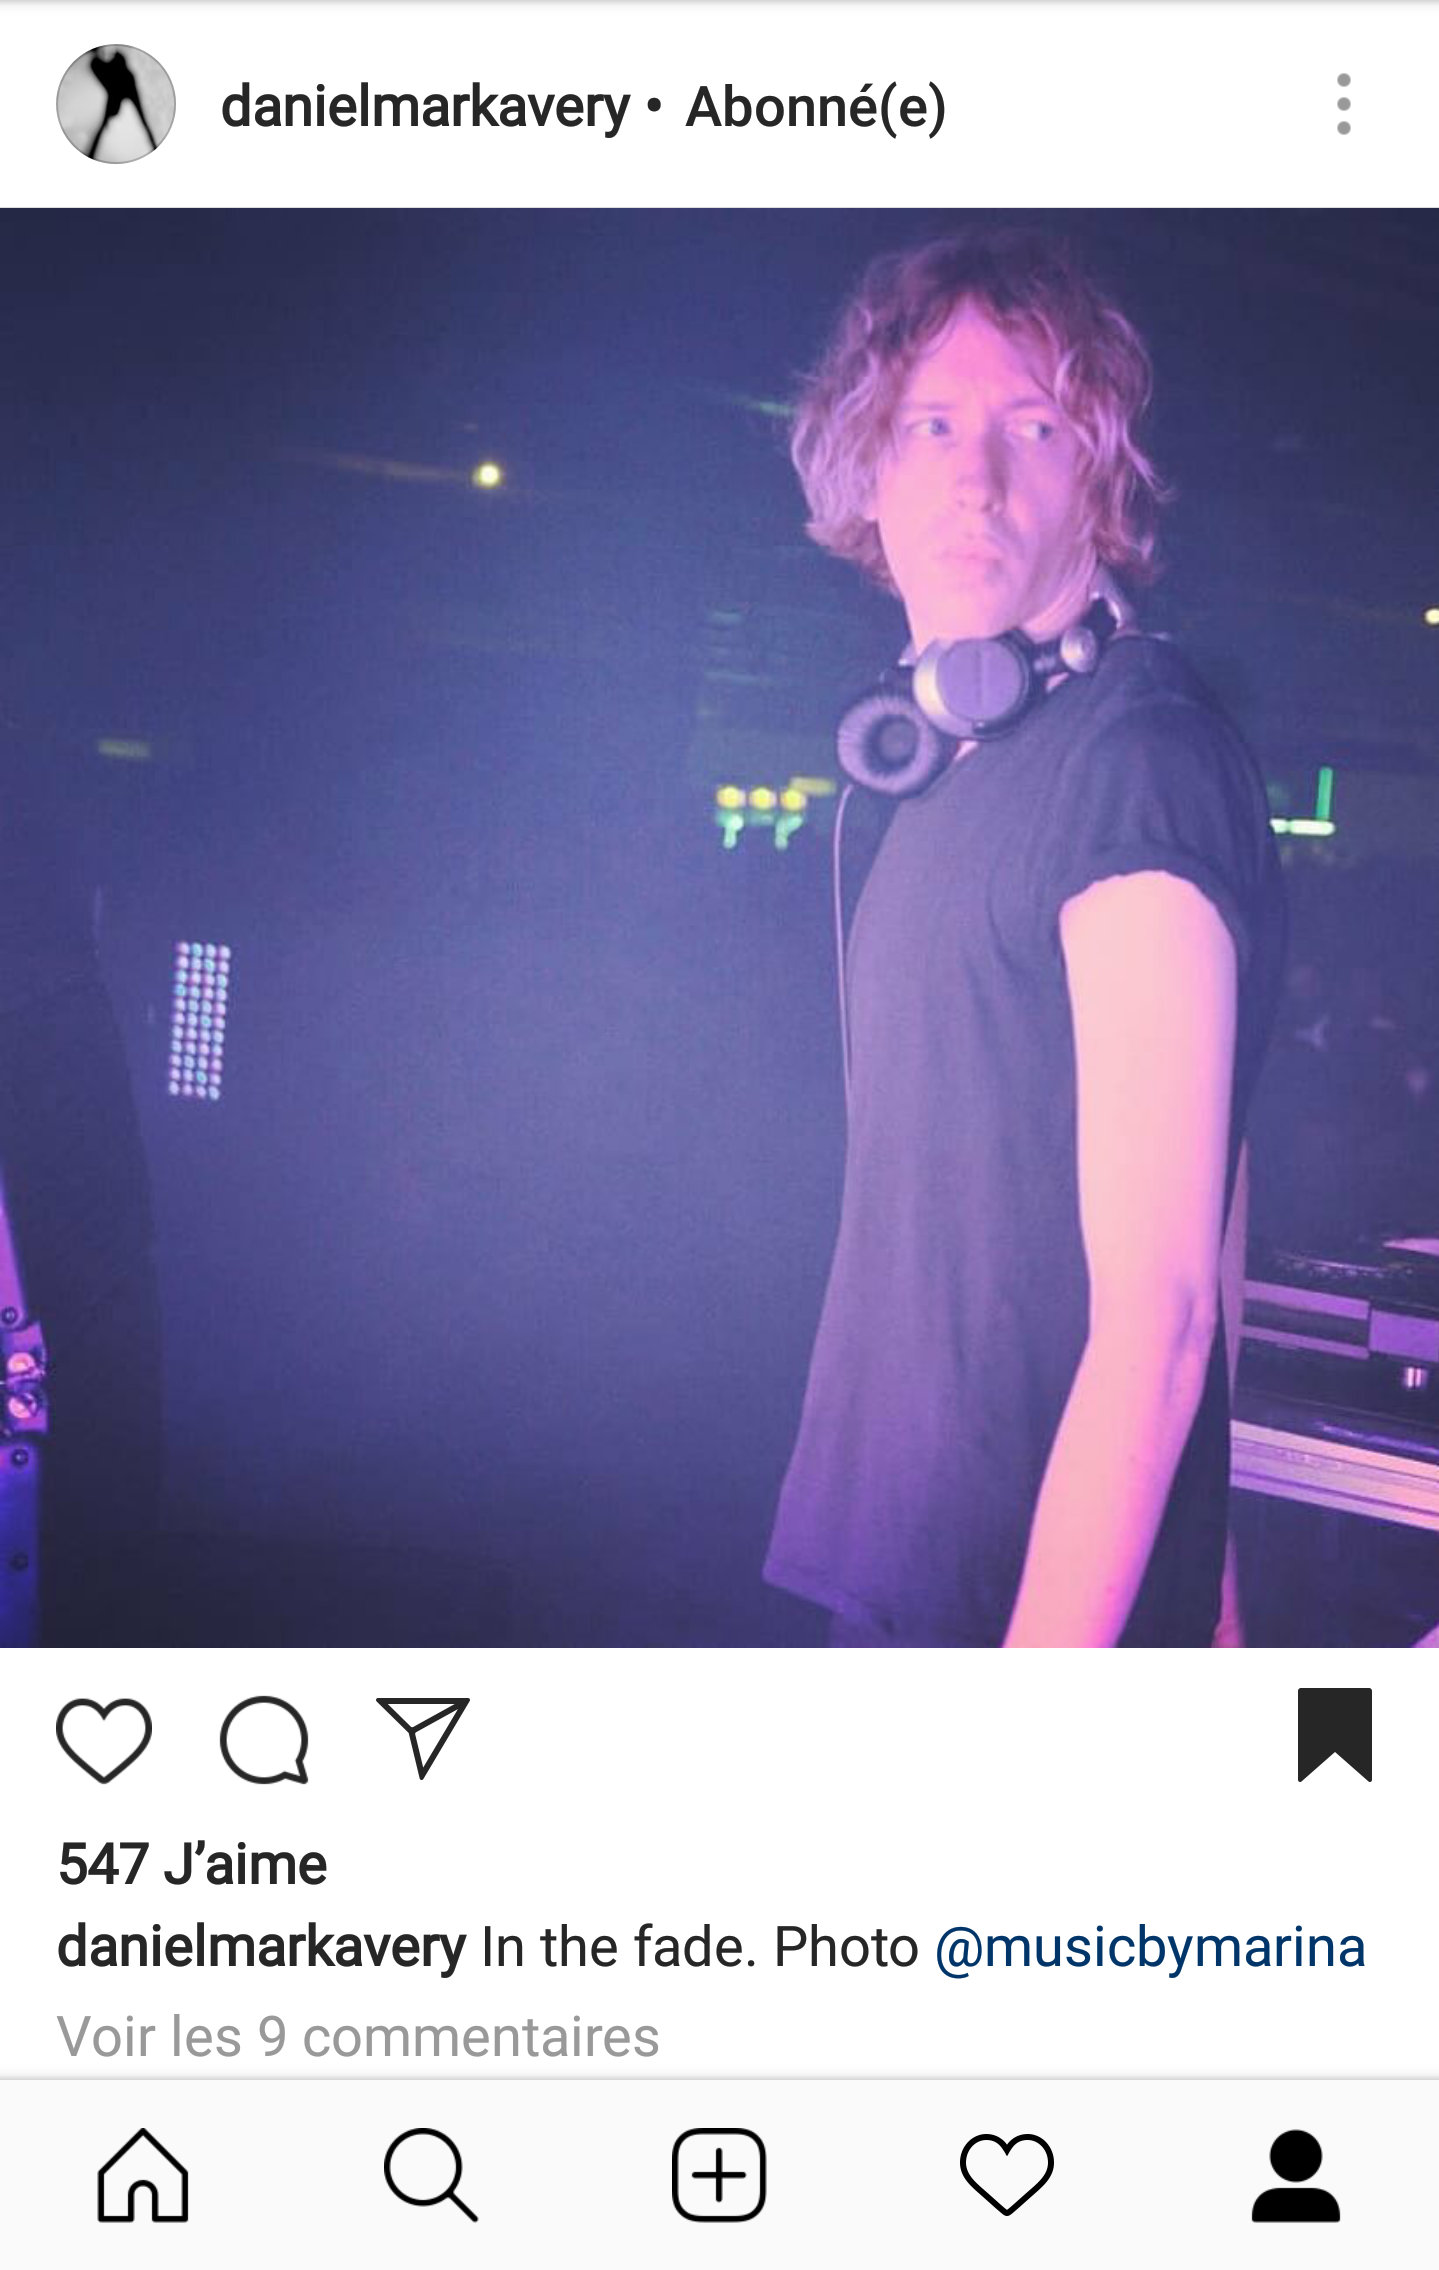 danielmarkavery • Abonné(e)
547 J’aime
danielmarkavery In the fade. Photo @musicbymarina
Voir les 9 commentaires